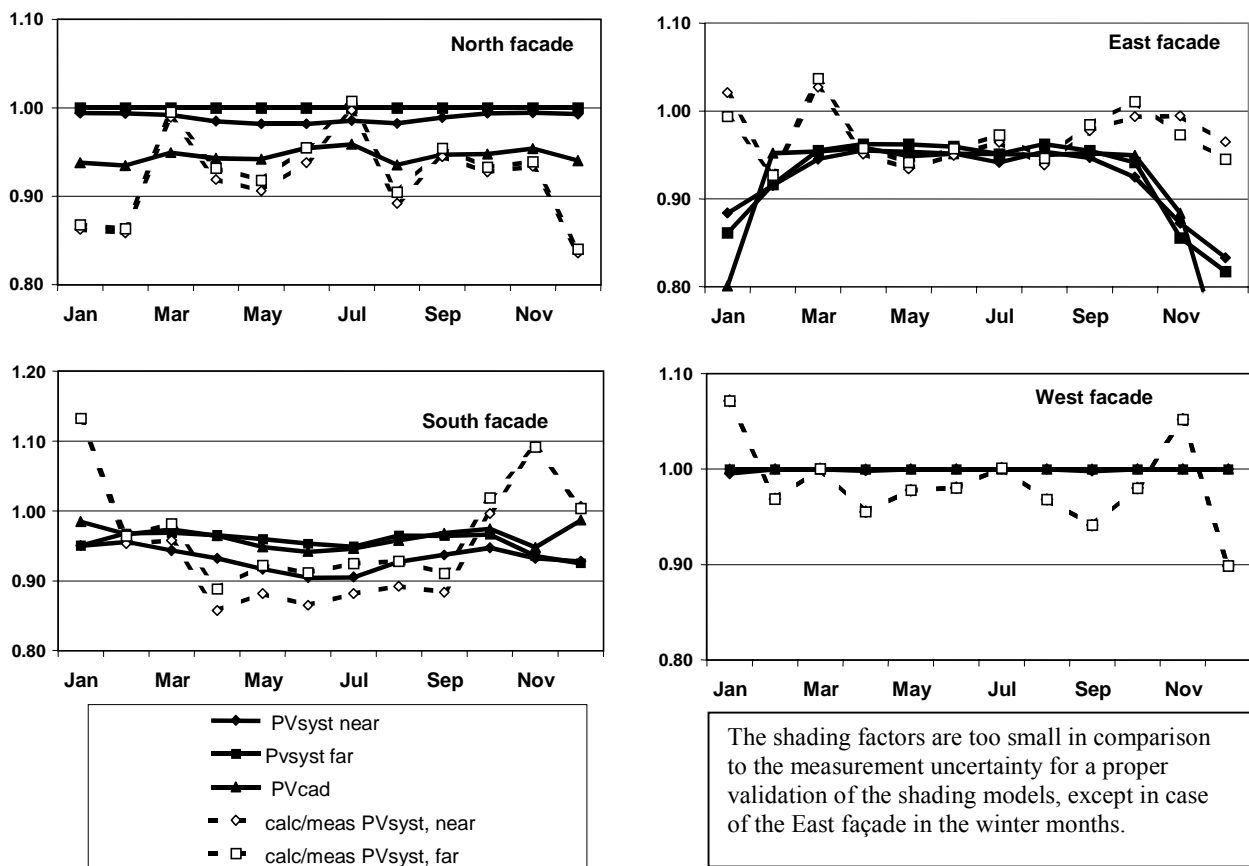 North facade
1.10
1.00
0.90
0.80
Jan Mar May Jul Sep Nov
East facade
1.10
1.00
0.90
0.80
Jan Mar May Jul Sep Nov
South facade
1.20
1.10
1.00
0.90
0.80
Jan Mar May Jul Sep Nov
West facade
1.10
1.00
0.90
0.80
Jan Mar May Jul Sep Nov
PVsyst near
Pvsyst far
PVcad
calc/meas PVsyst, near
calc/meas PVsyst, far
The shading factors are too small in comparison
to the measurement uncertainty for a proper
validation of the shading models, except in case
of the East façade in the winter months.